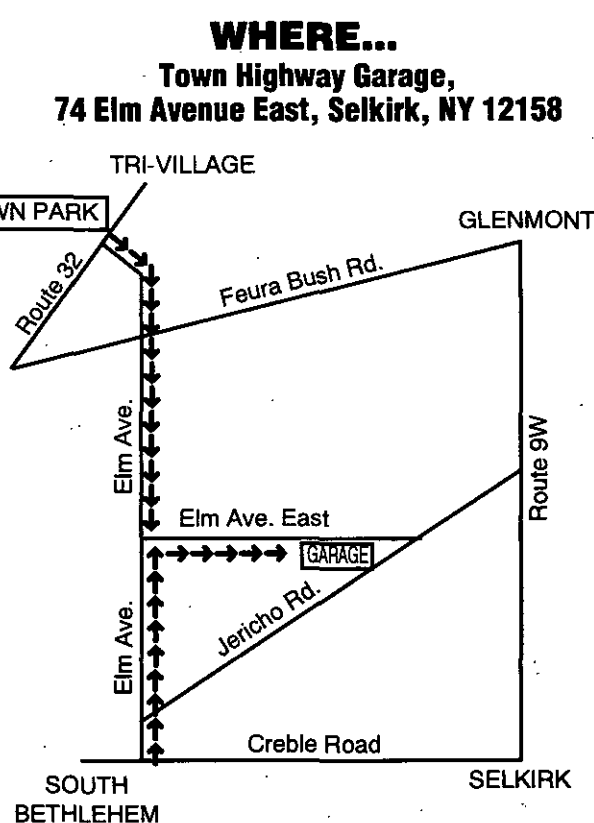 WHERE...
Town Highway Garage,
74 Elm Avenue East, Selkirk, NY 12158
TRI-VILLAGE
WN PARK
GLENMONT
Route 32
Feura Bush Rd.
Elm Ave.
Route 9W
Elm Ave. East
GARAGE
Jericho Rd.
Elm Ave.
Creble Road
SOUTH
BETHLEHEM
SELKIRK